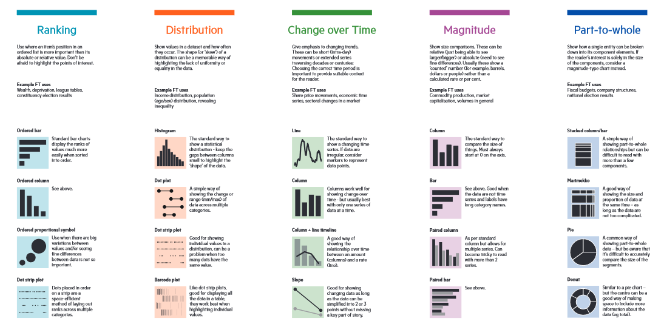 Ranking
Use where an item's position in an
ordered list is more important than its
absolute or relative value. Don't be
afraid to highlight the points of interest.
Example FT uses
Wealth, deprivation, league tables,
constituency election results
Ordered bar
Standard bar charts
display the ranks of
values much more
easily when sorted
into order.
Ordered column
See above.
Ordered proportional symbol
Use when there are big
variations between
values and/or seeing
fine differences
between data is not so
important.
Dot strip plot
Dots placed in order
on a strip are a
space-efficient
method of laying out
ranks across multiple
categories.
Distribution
Show values in a dataset and how often
they occur. The shape (or 'skew') of a
distribution can be a memorable way of
highlighting the lack of uniformity or
equality in the data.
Example FT uses
Income distribution, population
(age/sex) distribution, revealing
inequality
Histogram
The standard way to
show a statistical
distribution - keep the
gaps between columns
small to highlight the
'shape' of the data.
Dot plot
A simple way of
showing the change or
range (min/max) of
data across multiple
categories.
Dot strip plot
Good for showing
individual values in a
distribution, can be a
problem when too
many dots have the
same value.
Barcode plot
Like dot strip plots,
good for displaying all
the data in a table,
they work best when
highlighting individual
values.
Change over Time
Give emphasis to changing trends.
These can be short (intra-day)
movements or extended series
traversing decades or centuries:
Choosing the correct time period is
important to provide suitable context
for the reader.
Example FT uses
Share price movements, economic time
series, sectoral changes in a market
Line
The standard way to
show a changing time
series. If data are
irregular, consider
markers to represent
data points.
Column
Columns work well for
showing change over
time - but usually best
with only one series of
data at a time.
Column + line timeline
A good way of
showing the
relationship over time
between an amount
(columns) and a rate
(line).
Slope
Good for showing
changing data as long
as the data can be
simplified into 2 or 3
points without missing
a key part of story.
Magnitude
Show size comparisons. These can be
relative (just being able to see
larger/bigger) or absolute (need to see
fine differences). Usually these show a
'counted' number (for example, barrels,
dollars or people) rather than a
calculated rate or per cent.
Example FT uses
Commodity production, market
capitalisation, volumes in general
Column
The standard way to
compare the size of
things. Must always
start at 0 on the axis.
Bar
See above. Good when
the data are not time
series and labels have
long category names.
Paired column
As per standard
column but allows for
multiple series. Can
become tricky to read
with more than 2
series.
Paired bar
See above.
Part-to-whole
Show how a single entity can be broken
down into its component elements. If
the reader's interest is solely in the size
of the components, consider a
magnitude-type chart instead.
Example FT uses
Fiscal budgets, company structures,
national election results
Stacked column/bar
A simple way of
showing part-to-whole
relationships but can be
difficult to read with
more than a few
components.
Marimekko
A good way of
showing the size and
proportion of data at
the same time - as
long as the data are
not too complicated.
Pie
A common way of
showing part-to-whole
data - but be aware that
it's difficult to accurately
compare the size of the
segments.
Donut
Similar to a pie chart -
but the centre can be a
good way of making
space to include more
information about the
data (eg total).